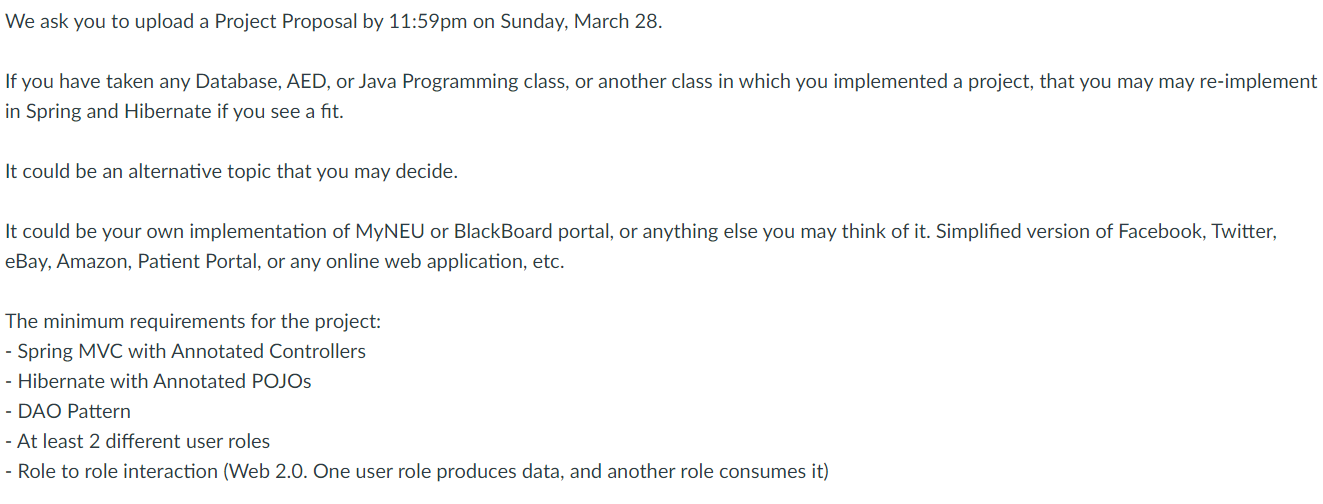 We ask you to upload a Project Proposal by 11:59pm on Sunday, March 28.
If you have taken any Database, AED, or Java Programming class, or another class in which you implemented a project, that you may may re-implement
in Spring and Hibernate if you see a fit.
It could be an alternative topic that you may decide.
It could be your own implementation of MyNEU or BlackBoard portal, or anything else you may think of it. Simplified version of Facebook, Twitter,
eBay, Amazon, Patient Portal, or any online web application, etc.
The minimum requirements for the project:
- Spring MVC with Annotated Controllers
- Hibernate with Annotated POJOs
- DAO Pattern
- At least 2 different user roles
- Role to role interaction (Web 2.0. One user role produces data, and another role consumes it)